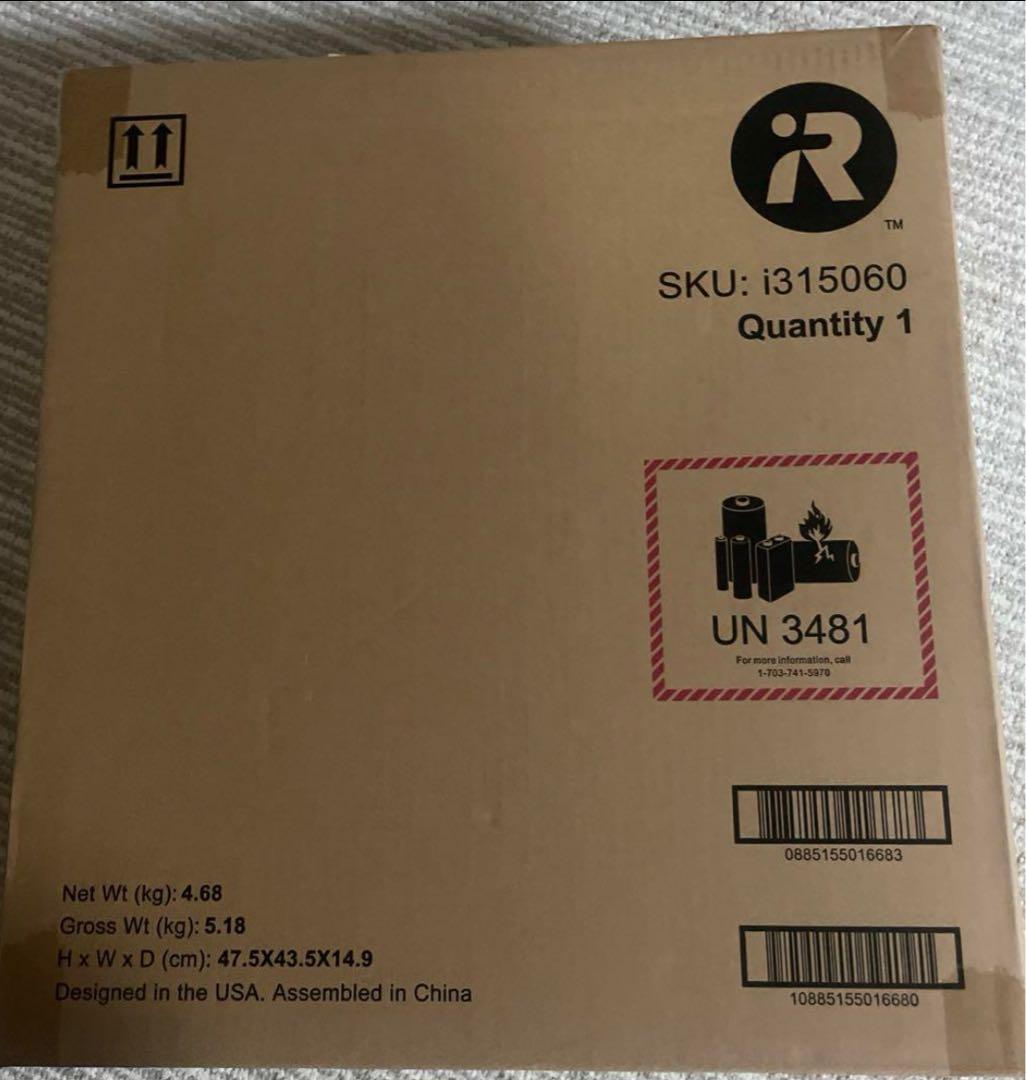 iR
TM
SKU: i315060
Quantity 1
UN 3481
For more information, call
1-703-741-5970
0885155016683
10885155016680
Net Wt (kg): 4.68
Gross Wt (kg): 5.18
H x W x D (cm): 47.5X43.5X14.9
Designed in the USA. Assembled in China